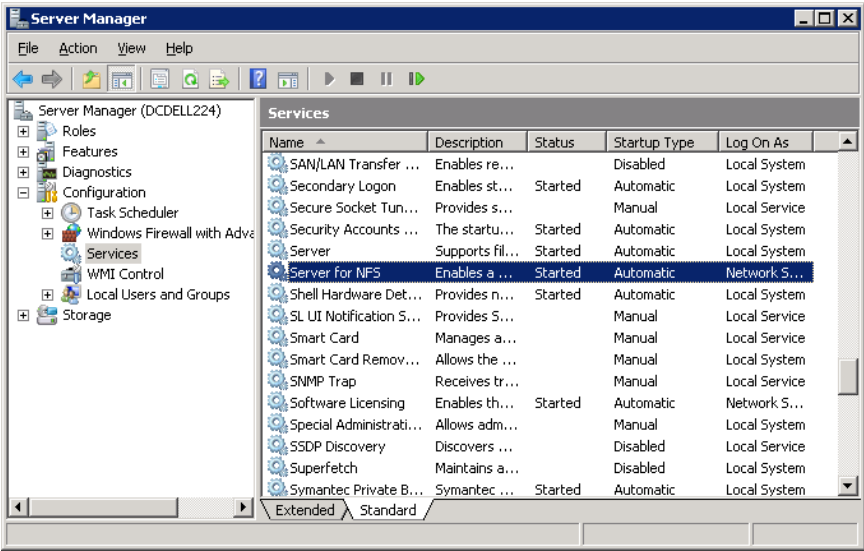 Server Manager
File Action View Help
Server Manager (DCDELL224)
Roles
Features
Diagnostics
Configuration
Task Scheduler
Windows Firewall with Adva
Services
WMI Control
Local Users and Groups
Storage
Services
Name Description Status Startup Type Log On As
SAN/LAN Transfer ... Enables re... Disabled Local System
Secondary Logon Enables st... Started Automatic Local System
Secure Socket Tun... Provides s... Manual Local Service
Security Accounts ... The startu... Started Automatic Local System
Server Supports fil... Started Automatic Local System
Server for NFS Enables a ... Started Automatic Network S...
Shell Hardware Det... Provides n... Started Automatic Local System
SL UI Notification S... Provides S... Manual Local Service
Smart Card Manages a... Manual Local Service
Smart Card Remov... Allows the ... Manual Local System
SNMP Trap Receives tr... Manual Local Service
Software Licensing Enables th... Started Automatic Network S...
Special Administrati... Allows adm... Manual Local System
SSDP Discovery Discovers ... Disabled Local Service
Superfetch Maintains a... Disabled Local System
Symantec Private B... Symantec ... Started Automatic Local System
Extended Standard